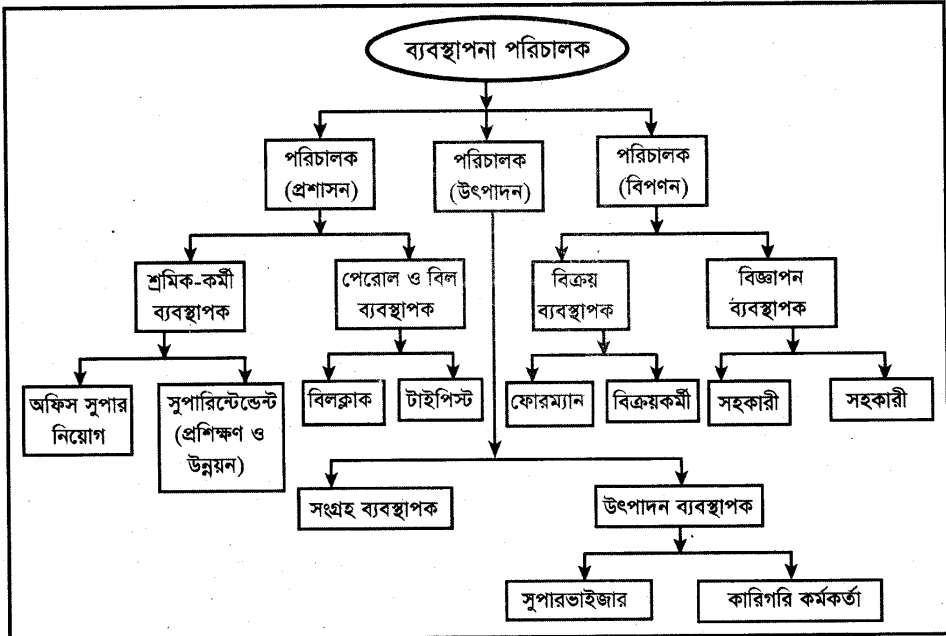 ব্যবস্থাপনা পরিচালক
পরিচালক
(প্রশাসন)
পরিচালক
(উৎপাদন)
পরিচালক
(বিপণন)
শ্রমিক-কর্মী
ব্যবস্থাপক
পেরোল ও বিল
ব্যবস্থাপক
বিক্রয়
ব্যবস্থাপক
বিজ্ঞাপন
ব্যবস্থাপক
অফিস সুপার
নিয়োগ
সুপারিন্টেন্ডেন্ট
(প্রশিক্ষণ ও
উন্নয়ন)
বিলক্লাক
টাইপিস্ট
ফোরম্যান
বিক্রয়কর্মী
সহকারী
সহকারী
সংগ্রহ ব্যবস্থাপক
উৎপাদন ব্যবস্থাপক
সুপারভাইজার
কারিগরি কর্মকর্তা